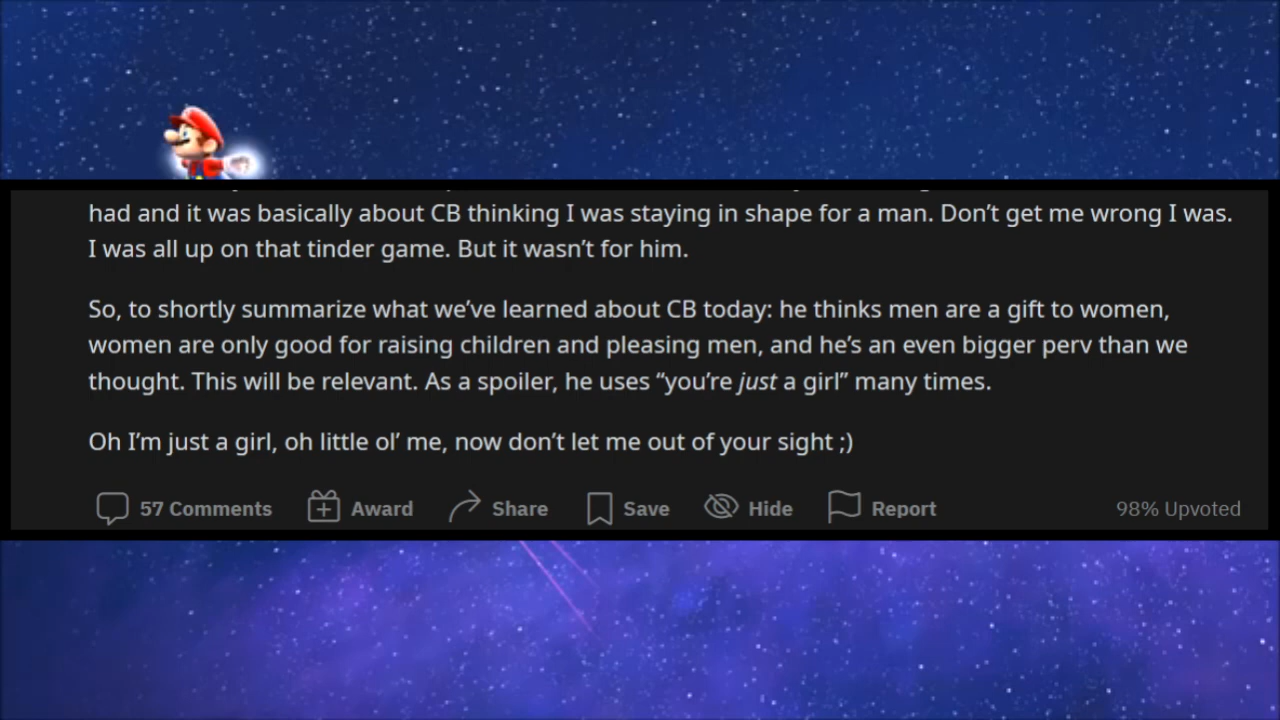 had and it was basically about CB thinking I was staying in shape for a man. Don’t get me wrong I was.
I was all up on that tinder game. But it wasn’t for him.
So, to shortly summarize what we’ve learned about CB today: he thinks men are a gift to women,
women are only good for raising children and pleasing men, and he’s an even bigger perv than we
thought. This will be relevant. As a spoiler, he uses “you’re just a girl” many times.
Oh I’m just a girl, oh little ol’ me, now don’t let me out of your sight ;)
57 Comments Award Share Save Hide Report 98% Upvoted